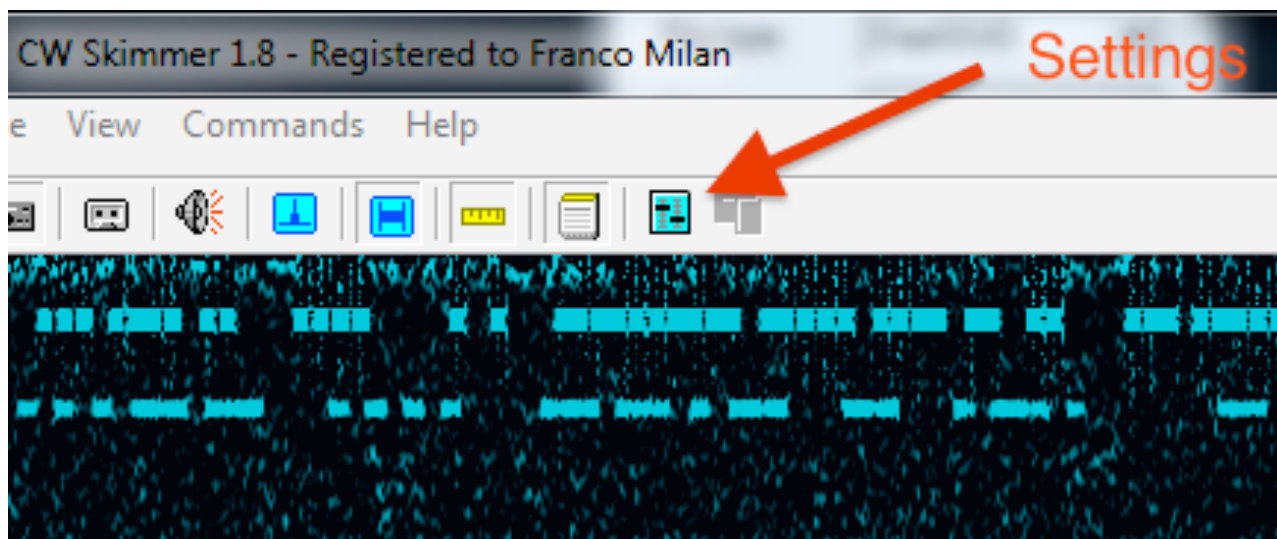 CW Skimmer 1.8 - Registered to Franco Milan
Settings
e View Commands Help